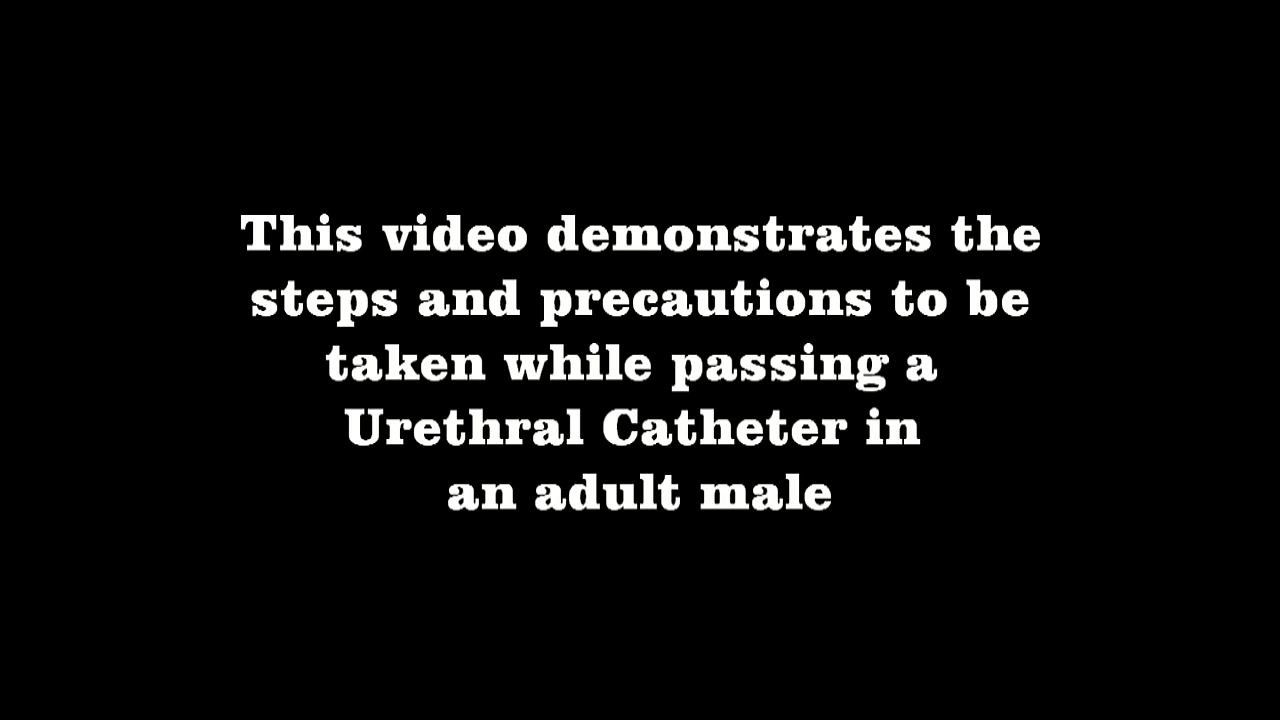 This video demonstrates the
steps and precautions to be
taken while passing a
Urethral Catheter in
an adult male